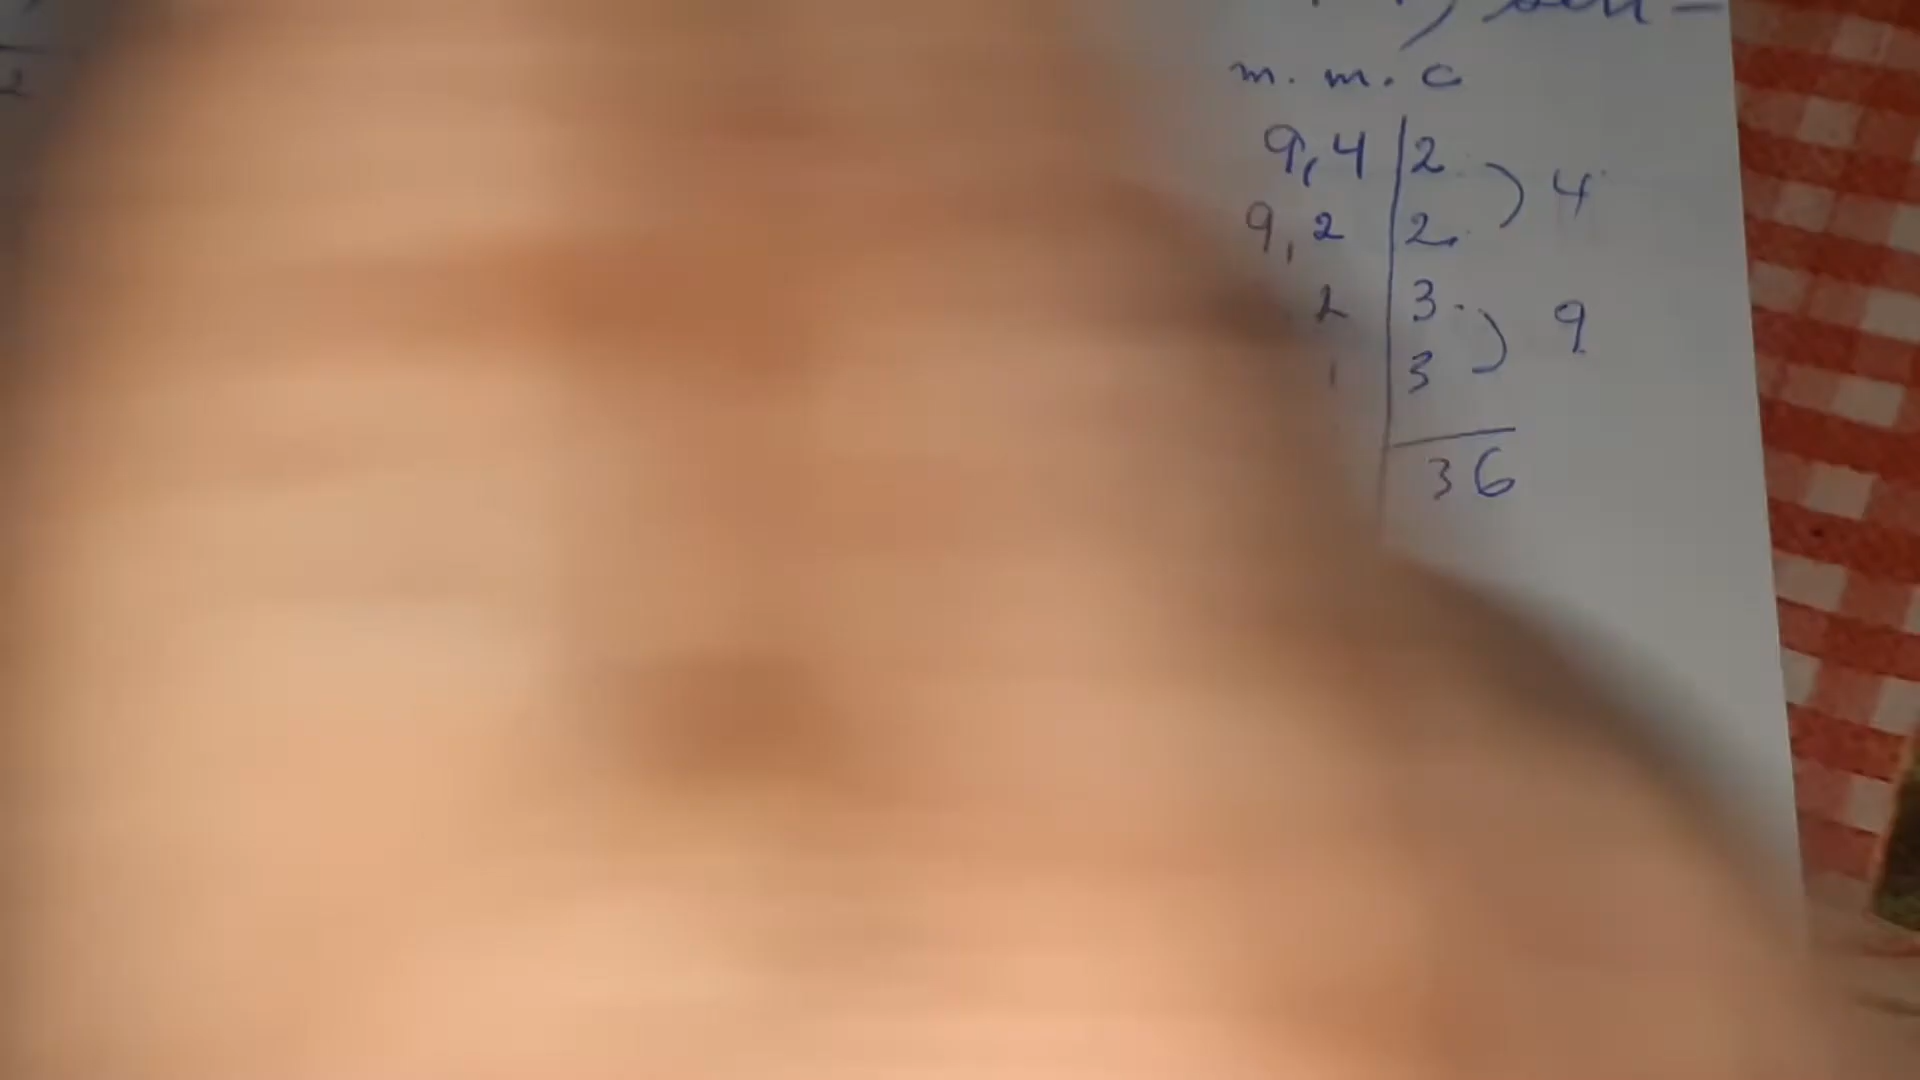 m. m. c
9, 4 | 2 ) 4
9, 2 | 2
1 | 3 ) 9
1 | 3
36